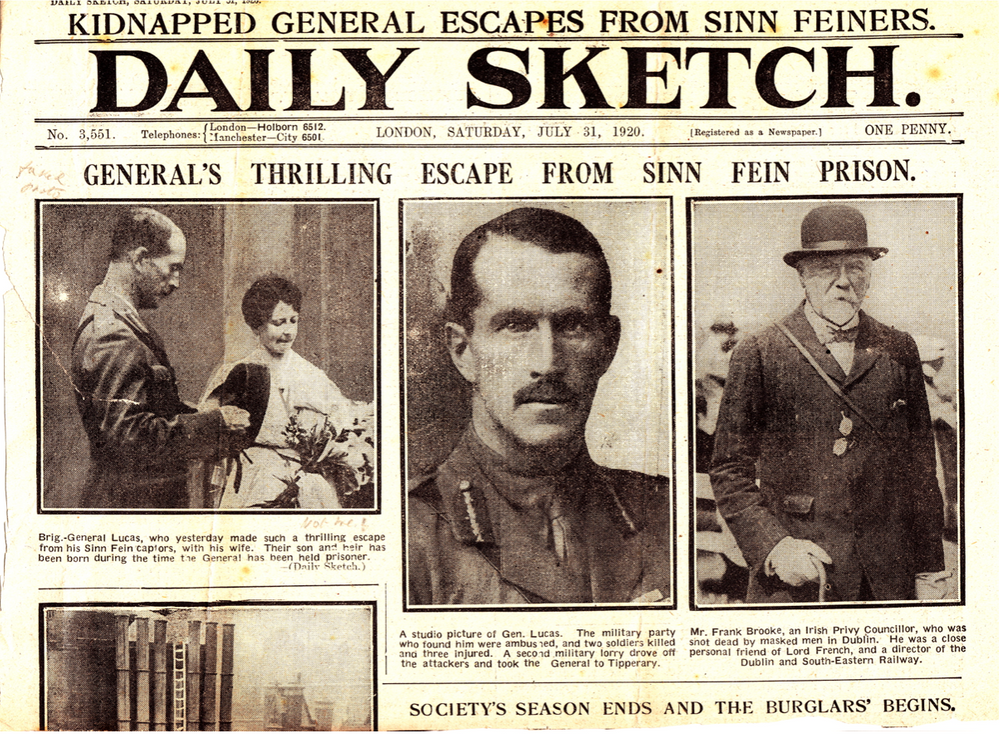 DAILY SKETCH, SATURDAY, JULY 31, 1920.
KIDNAPPED GENERAL ESCAPES FROM SINN FEINERS.
DAILY SKETCH.
No. 3,551. Telephones: {London—Holborn 6512. Manchester—City 6501. LONDON, SATURDAY, JULY 31, 1920. [Registered as a Newspaper.] ONE PENNY.
GENERAL'S THRILLING ESCAPE FROM SINN FEIN PRISON.
not me!
Brig.-General Lucas, who yesterday made such a thrilling escape
from his Sinn Fein captors, with his wife. Their son and heir has
been born during the time the General has been held prisoner.
—(Daily Sketch.)
A studio picture of Gen. Lucas. The military party
who found him were ambushed, and two soldiers killed
and three injured. A second military lorry drove off
the attackers and took the General to Tipperary.
Mr. Frank Brooke, an Irish Privy Councillor, who was
shot dead by masked men in Dublin. He was a close
personal friend of Lord French, and a director of the
Dublin and South-Eastern Railway.
SOCIETY'S SEASON ENDS AND THE BURGLARS' BEGINS.